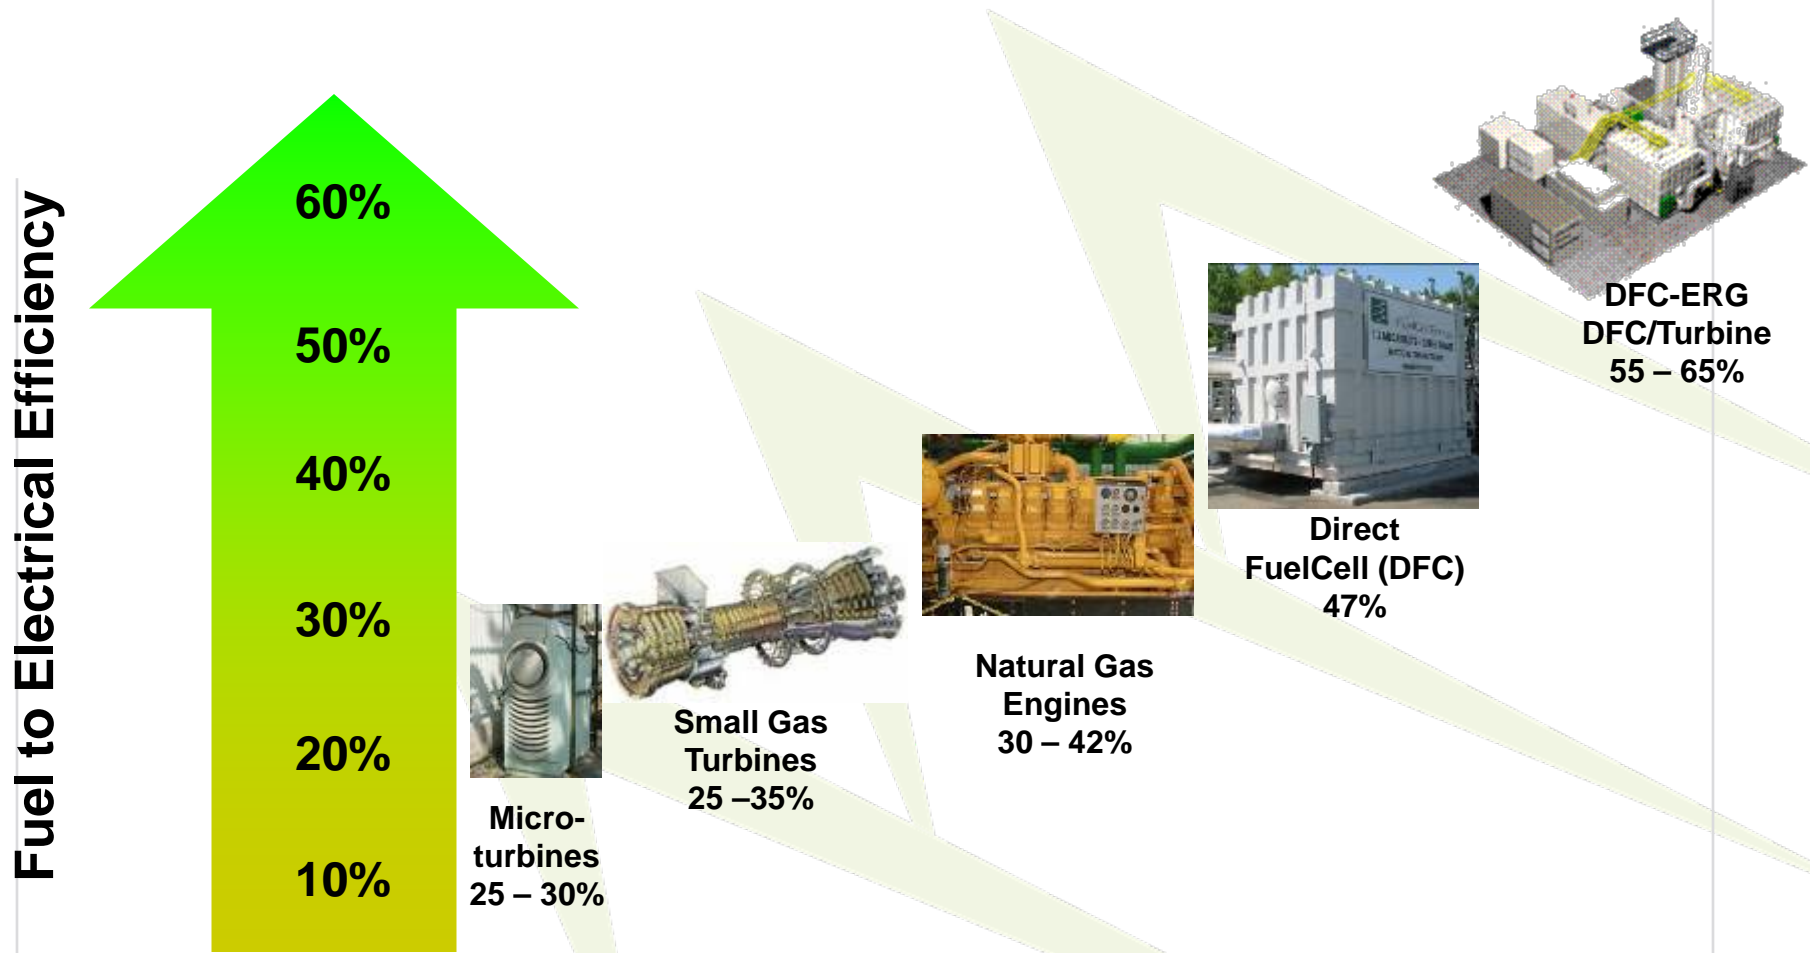 Fuel to Electrical Efficiency
60%
50%
40%
30%
20%
10%
Micro-
turbines
25 – 30%
Small Gas
Turbines
25 –35%
Natural Gas
Engines
30 – 42%
Direct
FuelCell (DFC)
47%
DFC-ERG
DFC/Turbine
55 – 65%